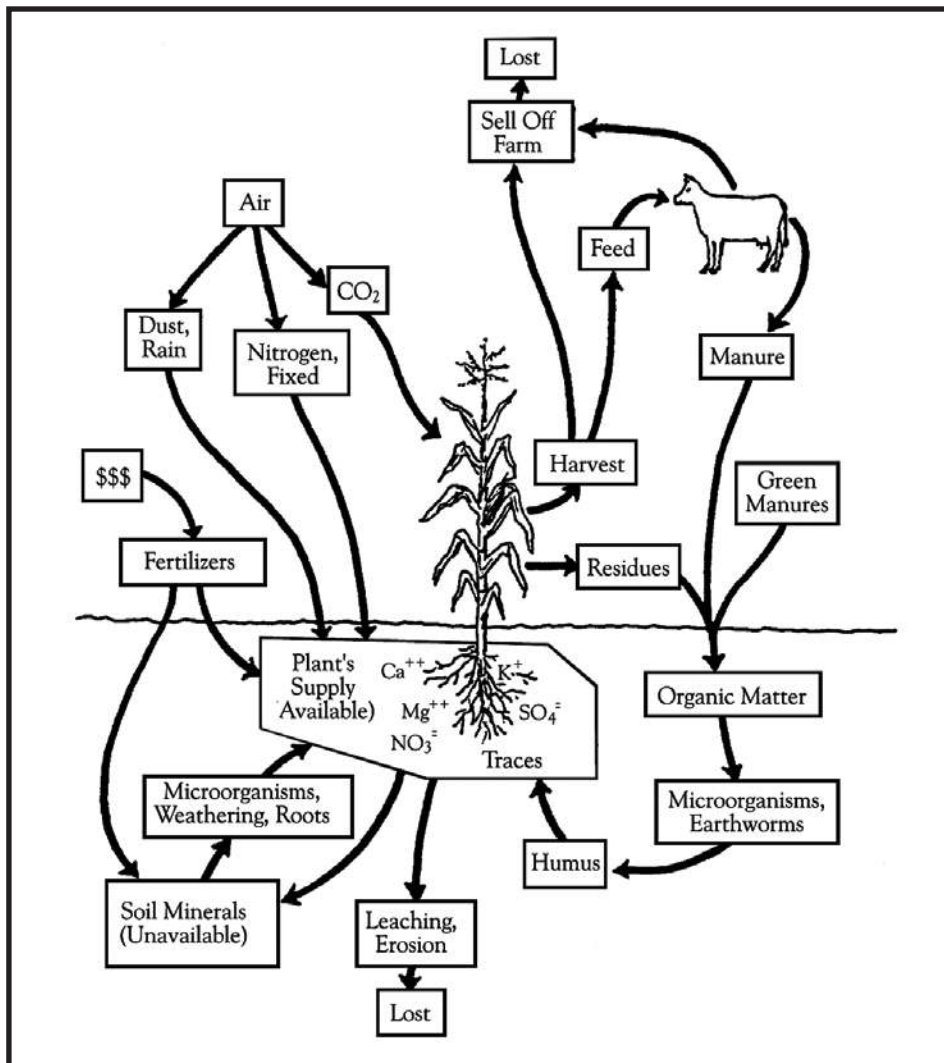 Lost
Sell Off
Farm
Air
Feed
CO₂
Dust,
Rain
Nitrogen,
Fixed
Manure
$$$
Harvest
Green
Manures
Fertilizers
Residues
Plant's
Supply
Available)
Ca⁺⁺
K⁺
Mg⁺⁺
SO₄⁼
NO₃⁼
Traces
Organic Matter
Microorganisms,
Weathering, Roots
Microorganisms,
Earthworms
Humus
Soil Minerals
(Unavailable)
Leaching,
Erosion
Lost